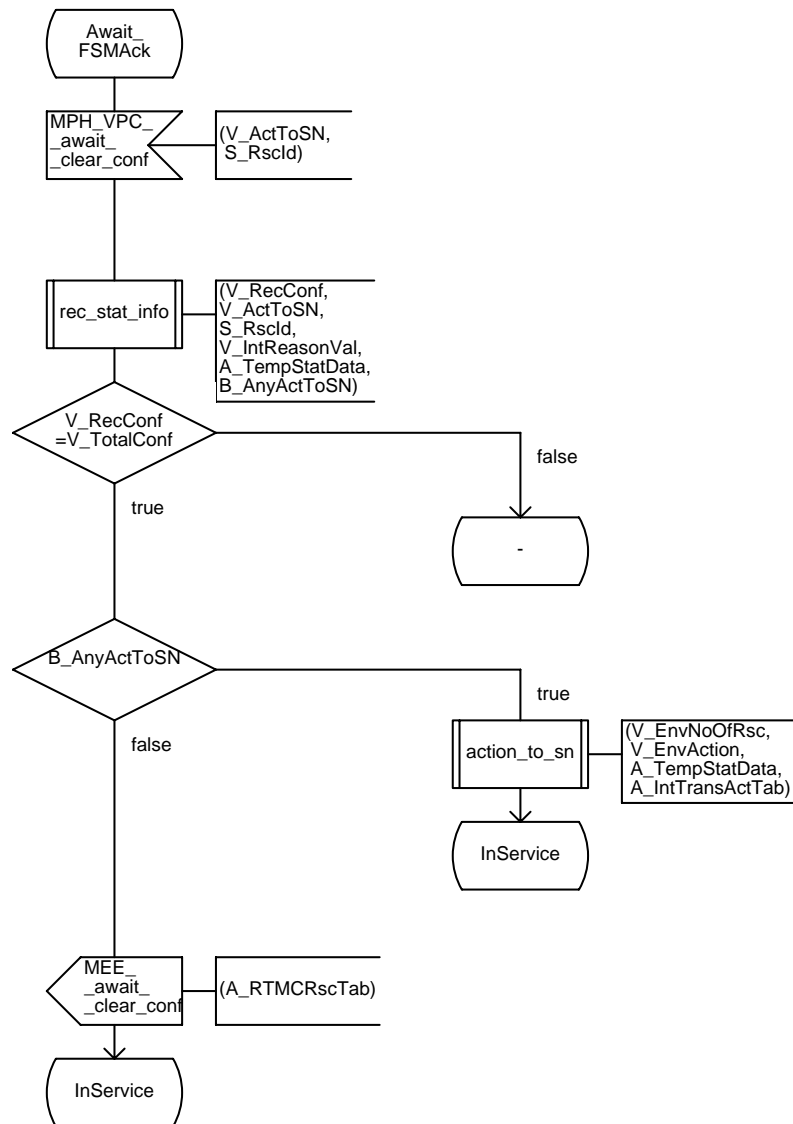 Await_
FSMAck
MPH_VPC_
_await_
_clear_conf
(V_ActToSN,
S_RscId)
rec_stat_info
(V_RecConf,
V_ActToSN,
S_RscId,
V_IntReasonVal,
A_TempStatData,
B_AnyActToSN)
V_RecConf
=V_TotalConf
false
true
-
B_AnyActToSN
true
false
action_to_sn
(V_EnvNoOfRsc,
V_EnvAction,
A_TempStatData,
A_IntTransActTab)
InService
MEE_
_await_
_clear_conf
(A_RTMCRscTab)
InService